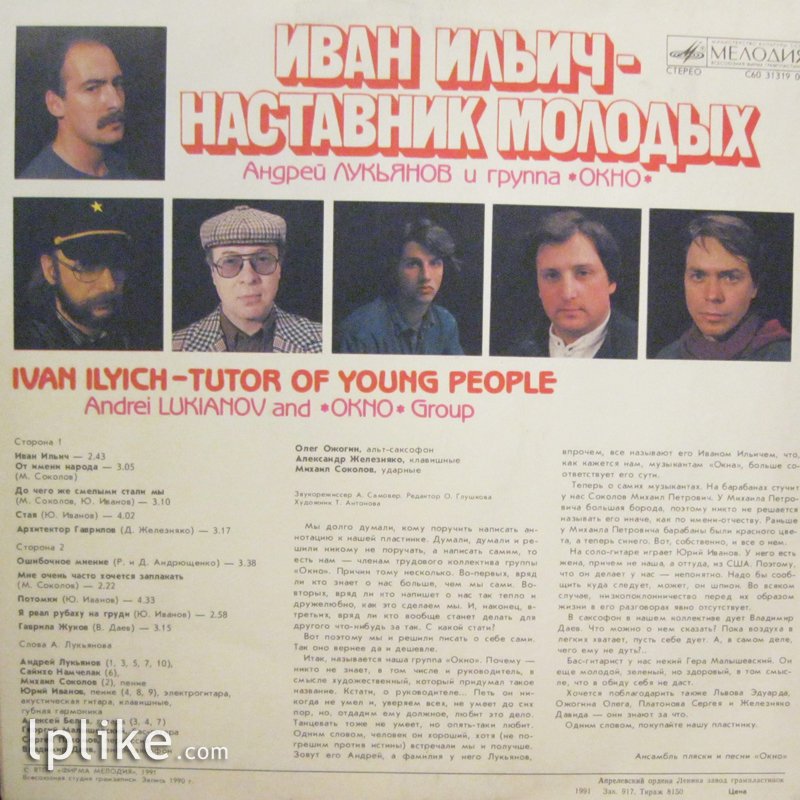 ИВАН ИЛЬИЧ-
НАСТАВНИК МОЛОДЫХ
Андрей ЛУКЬЯНОВ и группа *ОКНО*
МЕЛОДИЯ
СТЕРЕО
С60 31319 0
IVAN ILYICH–TUTOR OF YOUNG PEOPLE
Andrei LUKIANOV and *OKNO* Group
Сторона 1
Иван Ильич — 2.43
От имени народа — 3.05
(М. Соколов)
До чего же смелыми стали мы
(М. Соколов, Ю. Иванов) — 3.10
Стая (Ю. Иванов) — 4.02
Архитектор Гаврилов (Д. Железняко) — 3.17
Сторона 2
Ошибочное мнение (Р. и Д. Андрющенко) — 3.38
Мне очень часто хочется заплакать
(М. Соколов) — 2.22
Потомки (Ю. Иванов) — 4.33
Я рвал рубаху на груди (Ю. Иванов) — 2.58
Гаврила Жуков (В. Даев) — 3.15
Слова А. Лукьянова
Андрей Лукьянов (1, 3, 5, 7, 10),
Сайнхо Намчелак (6),
Михаил Соколов (2), пение
Юрий Иванов, пение (4, 8, 9), электрогитара,
акустическая гитара, клавишные,
губная гармоника
Алексей (3, 4, 7)
lplike.com
© ВТПО «ФИРМА МЕЛОДИЯ», 1991
Всесоюзная студия грамзаписи. Запись 1990 г.
Олег Ожогин, альт-саксофон
Александр Железняко, клавишные
Михаил Соколов, ударные
Звукорежиссер А. Самовер. Редактор О. Глушкова
Художник Т. Антонова
Мы долго думали, кому поручить написать ан-
нотацию к нашей пластинке. Думали, думали и ре-
шили никому не поручать, а написать самим, то
есть нам — членам трудового коллектива группы
«Окно». Причин тому несколько. Во-первых, вряд
ли кто знает о нас больше, чем мы сами. Во-
вторых, вряд ли кто напишет о нас так тепло и
дружелюбно, как это сделаем мы. И, наконец, в-
третьих, вряд ли кто вообще станет делать для
другого что-нибудь за так. С какой стати?
Вот поэтому мы и решили писать о себе сами.
Так оно вернее да и дешевле.
Итак, называется наша группа «Окно». Почему —
никто не знает, в том числе и руководитель, в
смысле художественный, который придумал такое
название. Кстати, о руководителе... Петь он ни-
когда не умел и, уверяем всех, не умеет до сих
пор, но, отдадим ему должное, любит это дело.
Танцевать тоже не умеет, но опять-таки любит.
Одним словом, человек он хороший, хотя (не по-
грешим против истины) встречали мы и получше.
Зовут его Андрей, а фамилия у него Лукьянов,
впрочем, все называют его Иваном Ильичем, что,
как кажется нам, музыкантам «Окна», больше со-
ответствует его сути.
Теперь о самих музыкантах. На барабанах стучит
у нас Соколов Михаил Петрович. У Михаила Петро-
вича большая борода, поэтому никто не решается
называть его иначе, как по имени-отчеству. Раньше
у Михаила Петровича барабаны были красного цве-
та, а теперь синего. Вот, собственно, и все о нем.
На соло-гитаре играет Юрий Иванов. У него есть
жена, причем не наша, а оттуда, из США. Поэтому,
что он делает у нас — непонятно. Надо бы сооб-
щить куда следует, может, он шпион. Во всяком
случае, низкопоклонничество перед их образом
жизни в его разговорах явно отсутствует.
В саксофон в нашем коллективе дует Владимир
Даев. Что можно о нем сказать? Пока воздуха в
легких хватает, пусть себе дует. А, в самом деле,
чего ему не дуть?..
Бас-гитарист у нас некий Гера Малышевский. Он
еще молодой, зеленый, но здоровый, в том смы-
сле, что в обиду себя не даст.
Хочется поблагодарить также Львова Эдуарда,
Ожогина Олега, Платонова Сергея и Железняко
Давида — они знают за что.
Одним словом, покупайте нашу пластинку.
Ансамбль пляски и песни «Окно»
Апрелевский ордена Ленина завод грампластинок
1991 Зак. 917. Тираж 8150 Цена